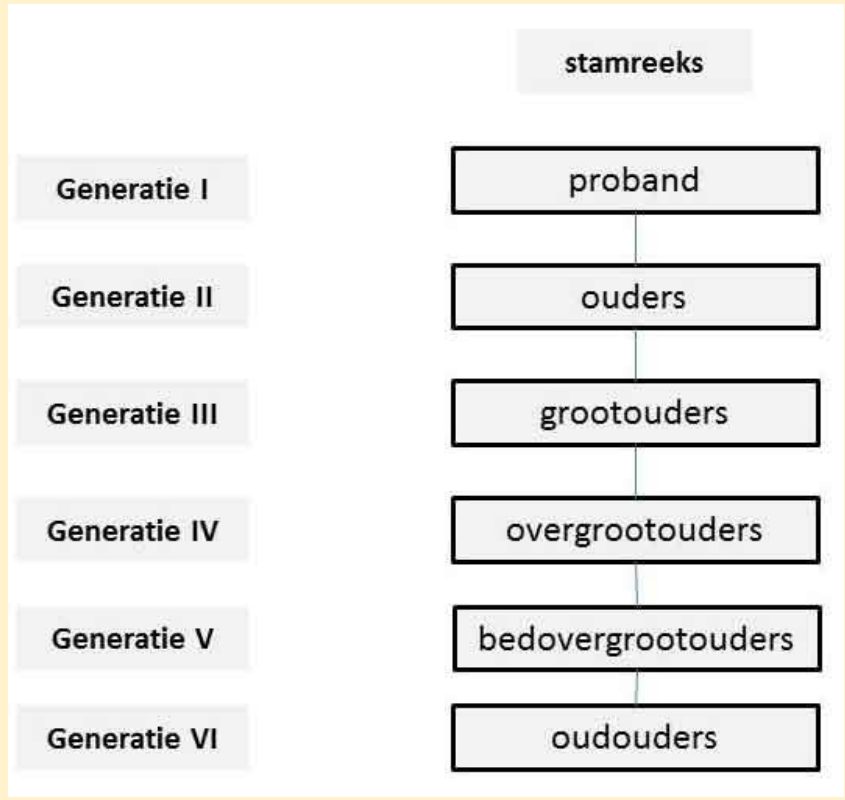 stamreeks
Generatie I
proband
Generatie II
ouders
Generatie III
grootouders
Generatie IV
overgrootouders
Generatie V
bedovergrootouders
Generatie VI
oudouders